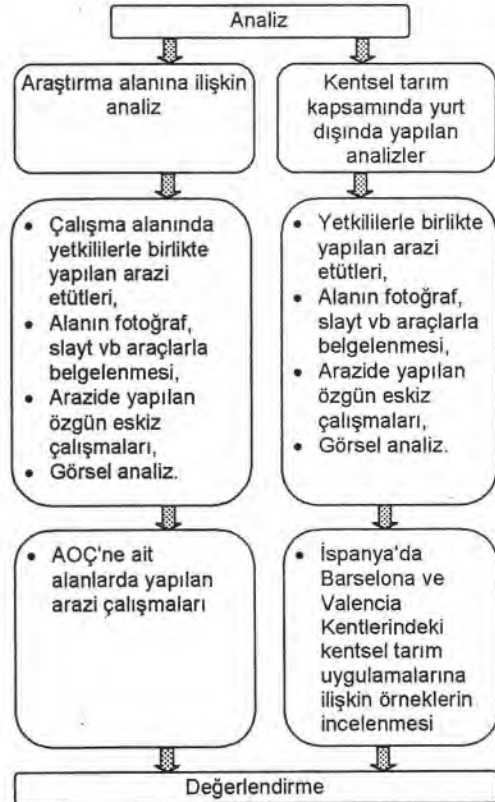 Analiz
Araştırma alanına ilişkin
analiz
Kentsel tarım
kapsamında yurt
dışında yapılan
analizler
• Çalışma alanında
yetkililerle birlikte
yapılan arazi
etütleri,
• Alanın fotoğraf,
slayt vb araçlarla
belgelenmesi,
• Arazide yapılan
özgün eskiz
çalışmaları,
• Görsel analiz.
• Yetkililerle birlikte
yapılan arazi
etütleri,
• Alanın fotoğraf,
slayt vb araçlarla
belgelenmesi,
• Arazide yapılan
özgün eskiz
çalışmaları,
• Görsel analiz.
• AOÇ'ne ait
alanlarda yapılan
arazi çalışmaları
• İspanya'da
Barselona ve
Valencia
Kentlerindeki
kentsel tarım
uygulamalarına
ilişkin örneklerin
incelenmesi
Değerlendirme